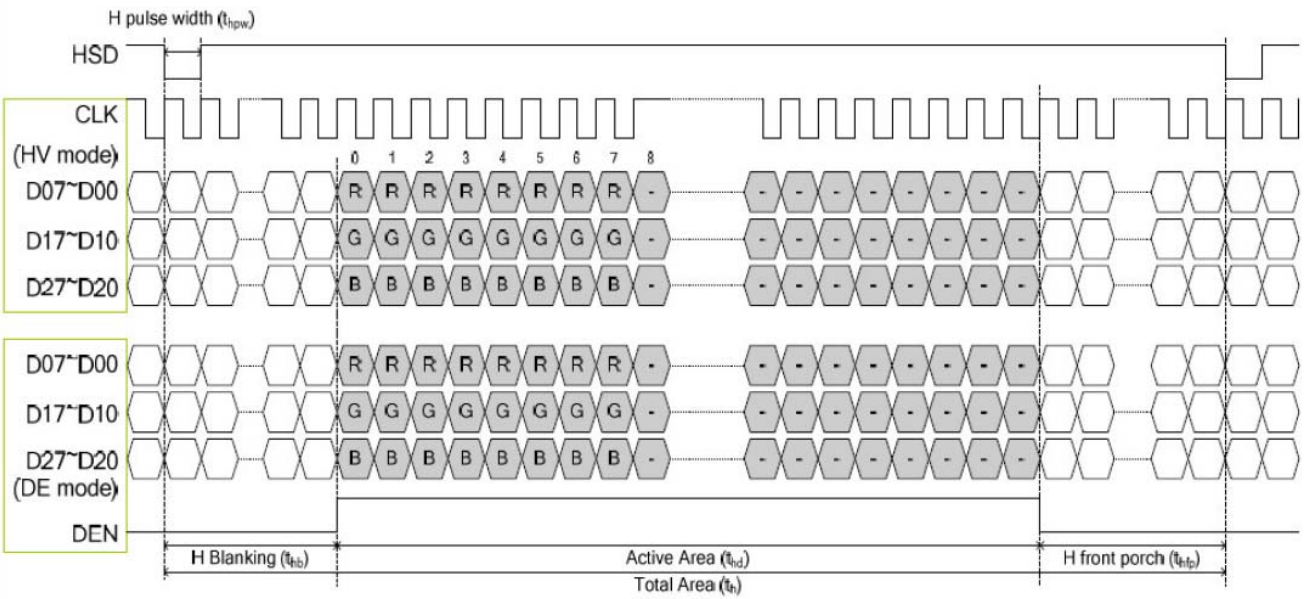 H pulse width (thpw)
HSD
CLK
(HV mode)
0 1 2 3 4 5 6 7 8
D07~D00 R R R R R R R R - - - - - - - - -
D17~D10 G G G G G G G G - - - - - - - - -
D27~D20 B B B B B B B B - - - - - - - - -
D07~D00 R R R R R R R R - - - - - - - - -
D17~D10 G G G G G G G G - - - - - - - - -
D27~D20 B B B B B B B B - - - - - - - - -
(DE mode)
DEN
H Blanking (thb) Active Area (thd) H front porch (thfp)
Total Area (th)